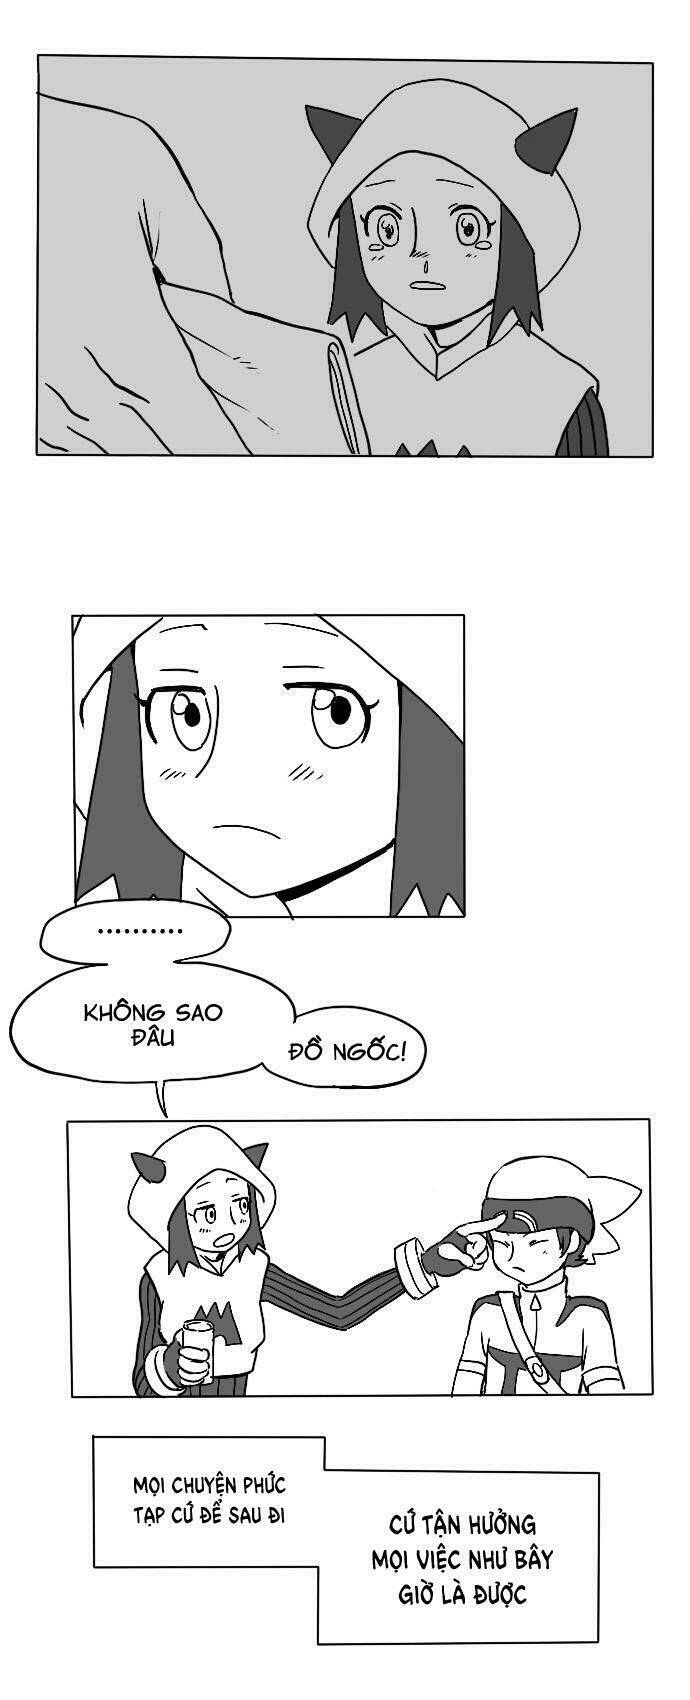 ..........
KHÔNG SAO
ĐÂU
ĐỒ NGỐC!
MỌI CHUYỆN PHỨC
TẠP CỨ ĐỂ SAU ĐI
CỨ TẬN HƯỞNG
MỌI VIỆC NHƯ BÂY
GIỜ LÀ ĐƯỢC